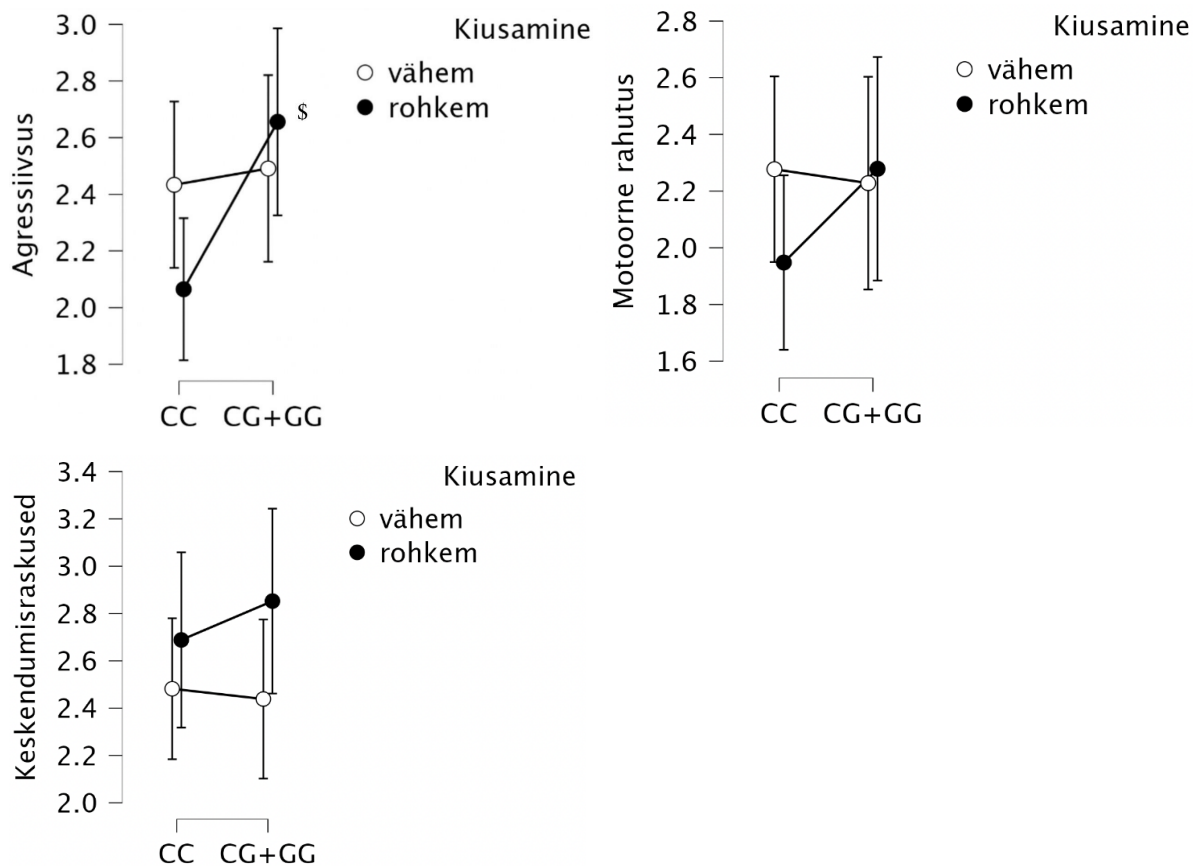 Agressiivsus
3.0
2.8
2.6
2.4
2.2
2.0
1.8
Kiusamine
vähem
rohkem
$
CC CG+GG
Motoorne rahutus
2.8
2.6
2.4
2.2
2.0
1.8
1.6
Kiusamine
vähem
rohkem
CC CG+GG
Keskendumisraskused
3.4
3.2
3.0
2.8
2.6
2.4
2.2
2.0
Kiusamine
vähem
rohkem
CC CG+GG